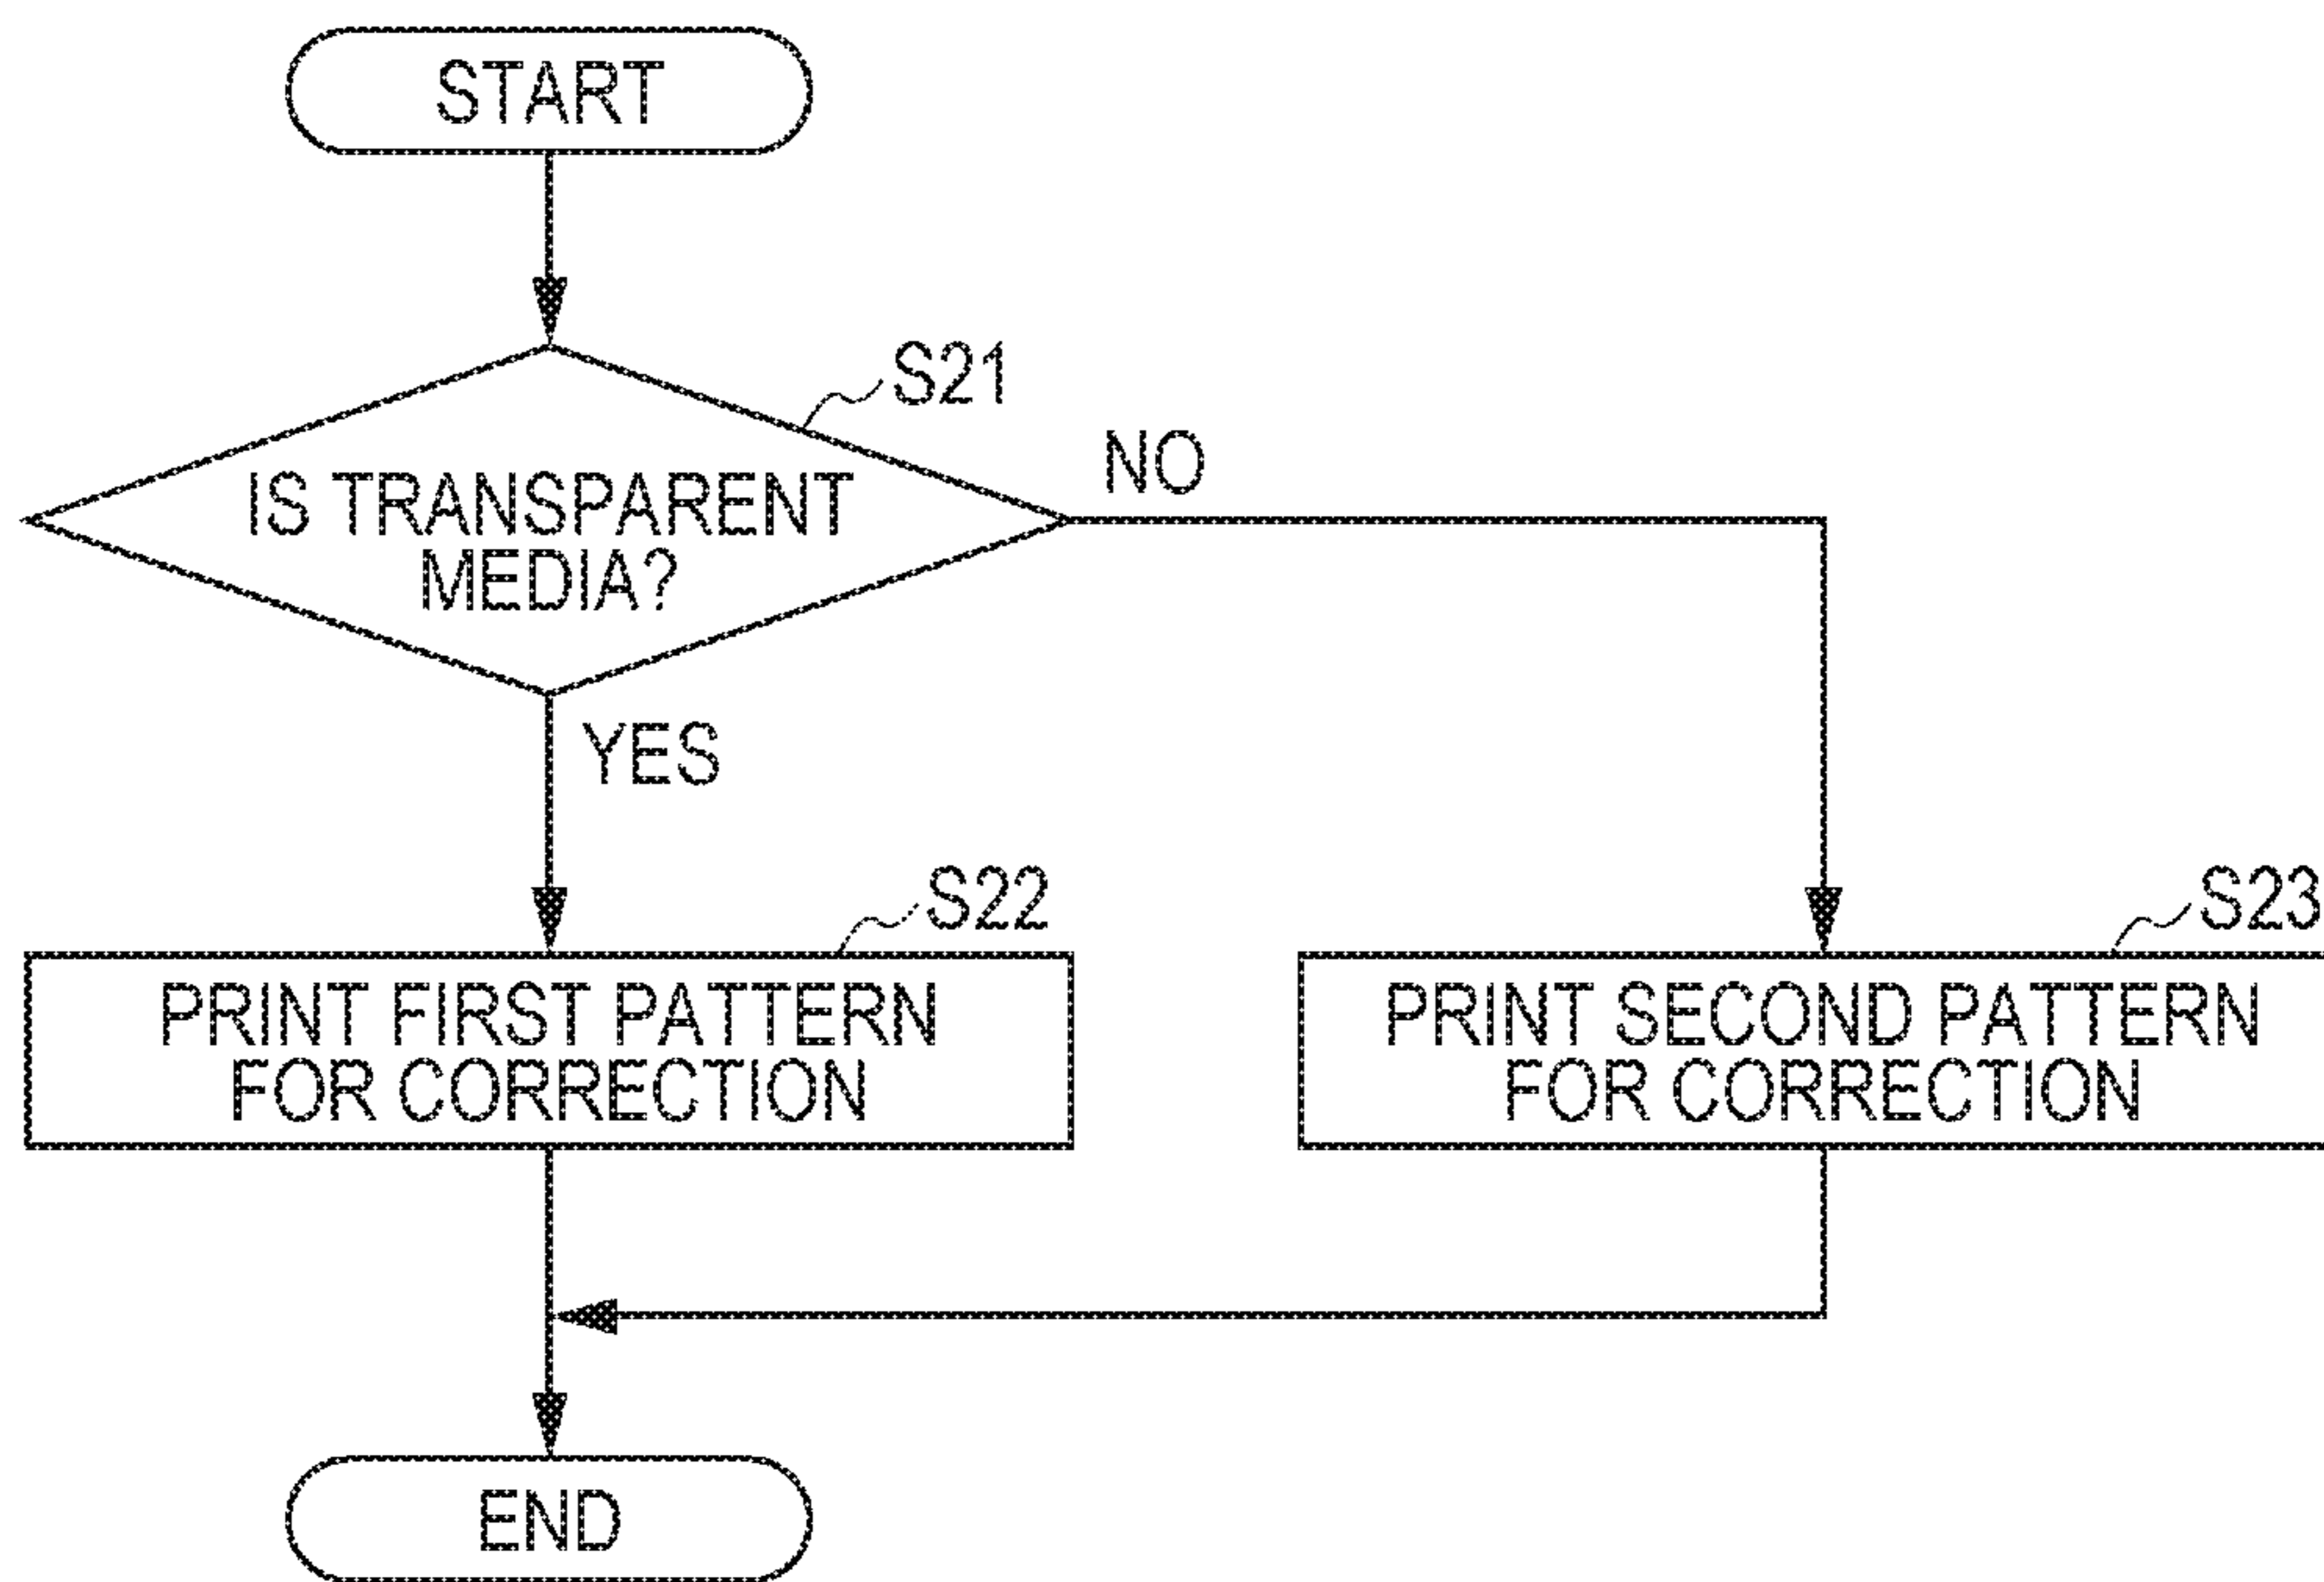 START
S21
NO
IS TRANSPARENT
MEDIA?
YES
S22
S23
PRINT FIRST PATTERN
FOR CORRECTION
PRINT SECOND PATTERN
FOR CORRECTION
END